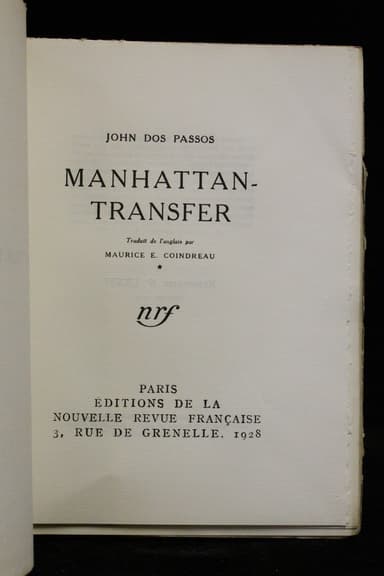 JOHN DOS PASSOS
MANHATTAN-
TRANSFER
Traduit de l'anglais par
MAURICE E. COINDREAU
*
nrf
PARIS
ÉDITIONS DE LA
NOUVELLE REVUE FRANÇAISE
3, RUE DE GRENELLE. 1928